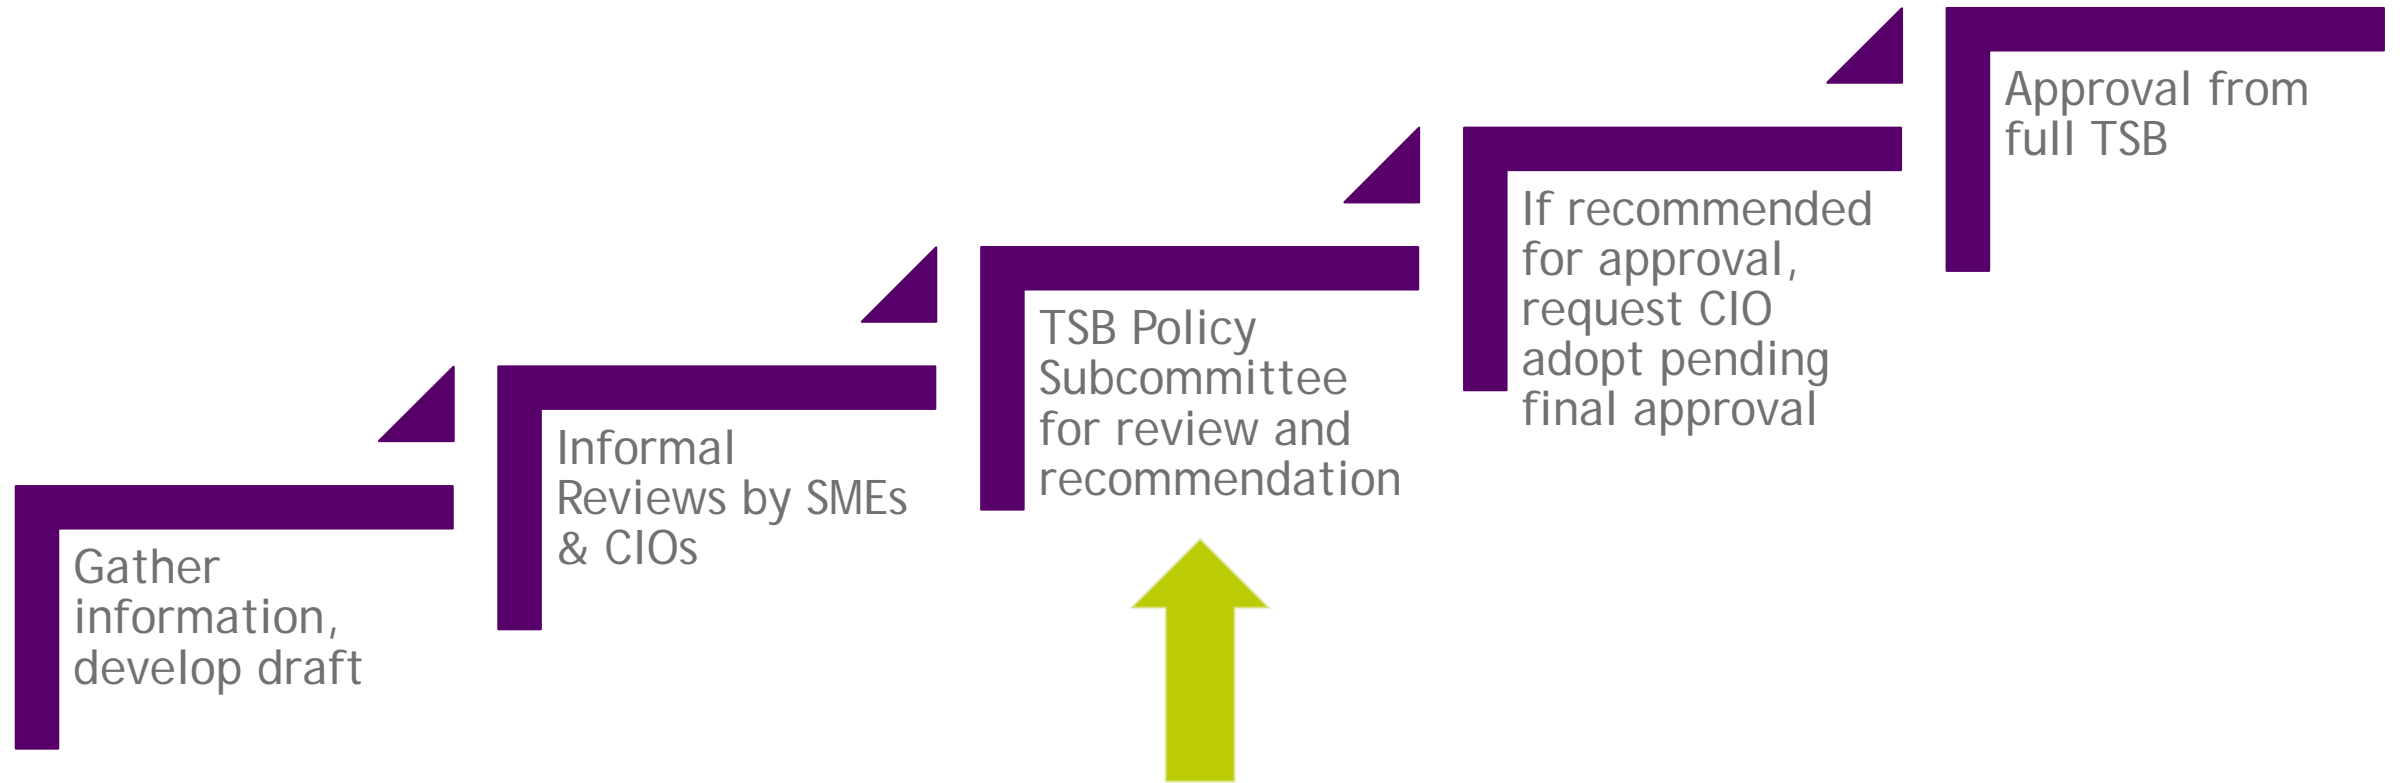 Gather
information,
develop draft
Informal
Reviews by SMEs
& CIOs
TSB Policy
Subcommittee
for review and
recommendation
If recommended
for approval,
request CIO
adopt pending
final approval
Approval from
full TSB